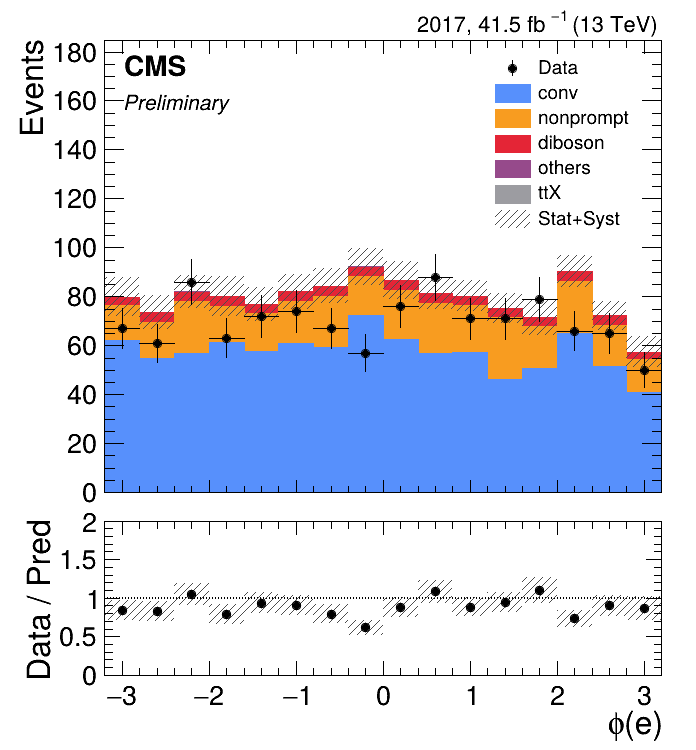 2017, 41.5 fb⁻¹ (13 TeV)
Events
180
160
140
120
100
80
60
40
20
0
CMS
Preliminary
Data
conv
nonprompt
diboson
others
ttX
Stat+Syst
Data / Pred
2
1.5
1
0.5
0
−3 −2 −1 0 1 2 3
ϕ(e)